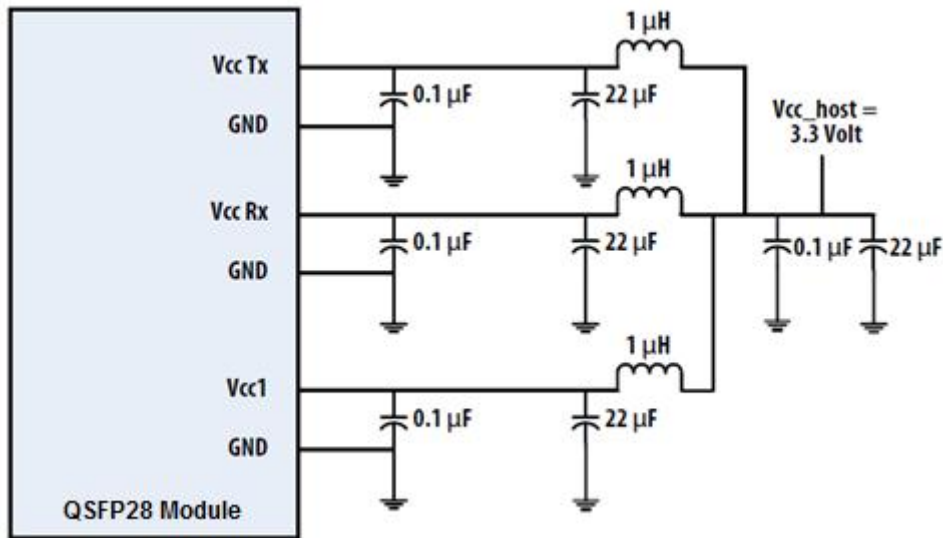 1 μH
Vcc Tx
0.1 μF
22 μF
Vcc_host =
3.3 Volt
GND
1 μH
Vcc Rx
0.1 μF
22 μF
0.1 μF
22 μF
GND
1 μH
Vcc1
0.1 μF
22 μF
GND
QSFP28 Module